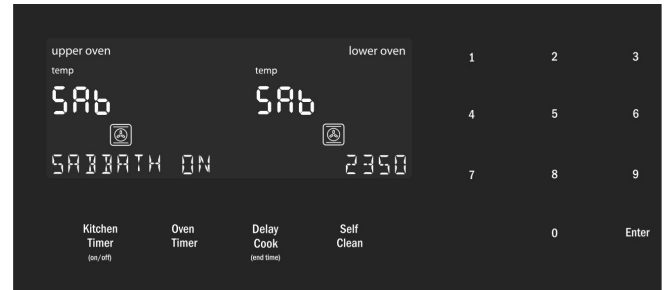 upper oven lower oven
temp temp
SAb SAb
SABBATH ON 2350
Kitchen Timer (on/off)
Oven Timer
Delay Cook (end time)
Self Clean
1 2 3
4 5 6
7 8 9
0 Enter